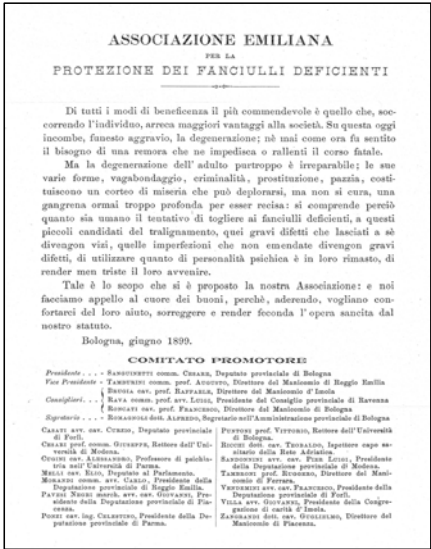 ASSOCIAZIONE EMILIANA
PER LA
PROTEZIONE DEI FANCIULLI DEFICIENTI
Di tutti i modi di beneficenza il più commendevole è quello che, soc-
correndo l'individuo, arreca maggiori vantaggi alla società. Su questa oggi
incombe, funesto aggravio, la degenerazione; nè mai come ora fu sentito
il bisogno di una remora che ne impedisca o rallenti il corso fatale.
Ma la degenerazione dell' adulto purtroppo è irreparabile; le sue
varie forme, vagabondaggio, criminalità, prostituzione, pazzia, costi-
tuiscono un corteo di miseria che può deplorarsi, ma non si cura, una
gangrena ormai troppo profonda per esser recisa: si comprende perciò
quanto sia umano il tentativo di togliere ai fanciulli deficienti, a questi
piccoli candidati del tralignamento, quei gravi difetti che lasciati a sè
divengon vizi, quelle imperfezioni che non emendate divengon gravi
difetti, di utilizzare quanto di personalità psichica è in loro rimasto, di
render men triste il loro avvenire.
Tale è lo scopo che si è proposto la nostra Associazione: e noi
facciamo appello al cuore dei buoni, perchè, aderendo, vogliano con-
fortarci del loro aiuto, sorreggere e render feconda l'opera sancita dal
nostro statuto.
Bologna, giugno 1899.
COMITATO PROMOTORE
Presidente . . . - SANGUINETTI comm. CESARE, Deputato provinciale di Bologna
Vice Presidente - TAMBURINI comm. prof. AUGUSTO, Direttore del Manicomio di Reggio Emilia
BRUGIA cav. prof. RAFFAELE, Direttore del Manicomio d'Imola
Consiglieri . . - RAVA comm. prof. avv. LUIGI, Presidente del Consiglio provinciale di Ravenna
RONCATI cav. prof. FRANCESCO, Direttore del Manicomio di Bologna
Segretario . . . - ROMAGNOLI dott. ALFREDO, Segretario nell'Amministrazione provinciale di Bologna
CASATI avv. cav. CURZIO, Deputato provinciale
di Forlì.
CESARI prof. comm. GIUSEPPE, Rettore dell'Uni-
versità di Modena.
CUGINI cav. ALESSANDRO, Professore di psichia-
tria nell'Università di Parma.
MELLI cav. ELIO, Deputato al Parlamento.
MORANDI comm. avv. CARLO, Presidente della
Deputazione provinciale di Reggio Emilia.
PAVESI NEGRI march. avv. cav. GIOVANNI, Pre-
sidente della Deputazione provinciale di Pia-
cenza.
PONZI cav. ing. CELESTINO, Presidente della De-
putazione provinciale di Parma.
PUNTONI prof. VITTORIO, Rettore dell'Università
di Bologna.
RICCHI dott. cav. TEOBALDO, Ispettore capo sa-
nitario della Rete Adriatica.
SANDONNINI avv. cav. PIER LUIGI, Presidente
della Deputazione provinciale di Modena.
TAMBRONI prof. RUGGERO, Direttore del Mani-
comio di Ferrara.
VENDEMINI avv. cav. FRANCESCO, Presidente della
Deputazione provinciale di Forlì.
VILLA avv. GIOVANNI, Presidente della Congre-
gazione di carità d'Imola.
ZANGRANDI dott. cav. GUGLIELMO, Direttore del
Manicomio di Piacenza.